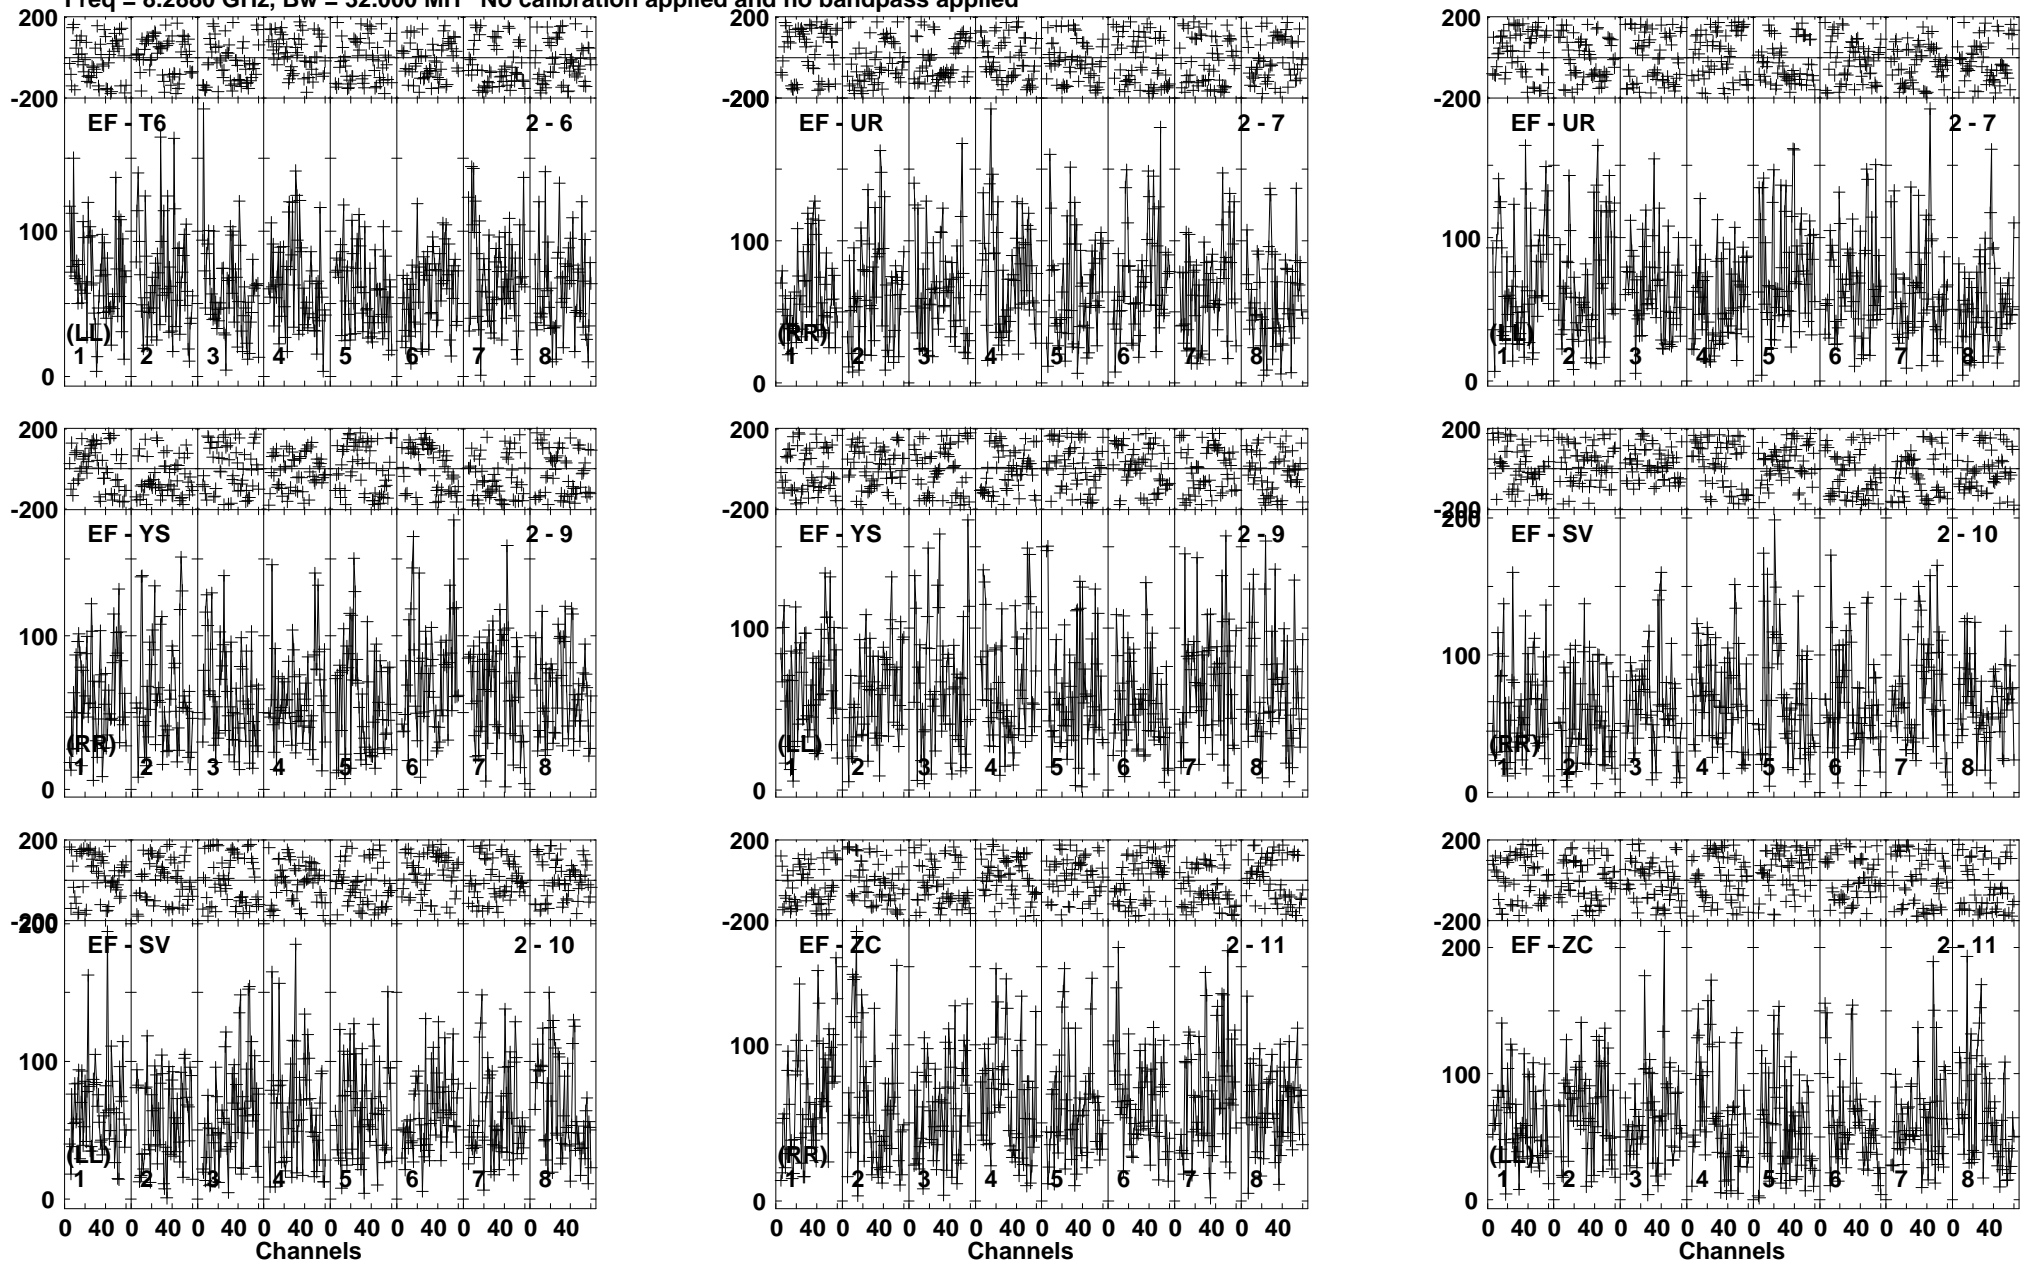 Freq = 8.2880 GHz, Bw = 32.000 MH No calibration applied and no bandpass applied
200 200 200
-200 -200 -200
EF - T6 2 - 6 200 EF - UR 2 - 7 EF - UR 2 - 7
100 100 100
(LL) (RR) (LL)
1 2 3 4 5 6 7 8 1 2 3 4 5 6 7 8 1 2 3 4 5 6 7 8
0 0 0
200 200 200
-200 -200 -200
200
EF - YS 2 - 9 EF - YS 2 - 9 EF - SV 2 - 10
100 100 100
(RR) (LL) (RR)
1 2 3 4 5 6 7 8 1 2 3 4 5 6 7 8 1 2 3 4 5 6 7 8
0 0 0
200 200 200
-200 -200 -200
200 200
EF - SV 2 - 10 EF - ZC 2 - 11 EF - ZC 2 - 11
100 100 100
(LL) (RR) (LL)
1 2 3 4 5 6 7 8 1 2 3 4 5 6 7 8 1 2 3 4 5 6 7 8
0 0 0
0 40 0 40 0 40 0 40 0 40 0 40 0 40 0 40 0 40 0 40 0 40 0 40 0 40 0 40 0 40 0 40 0 40 0 40 0 40 0 40 0 40 0 40 0 40 0 40
Channels Channels Channels